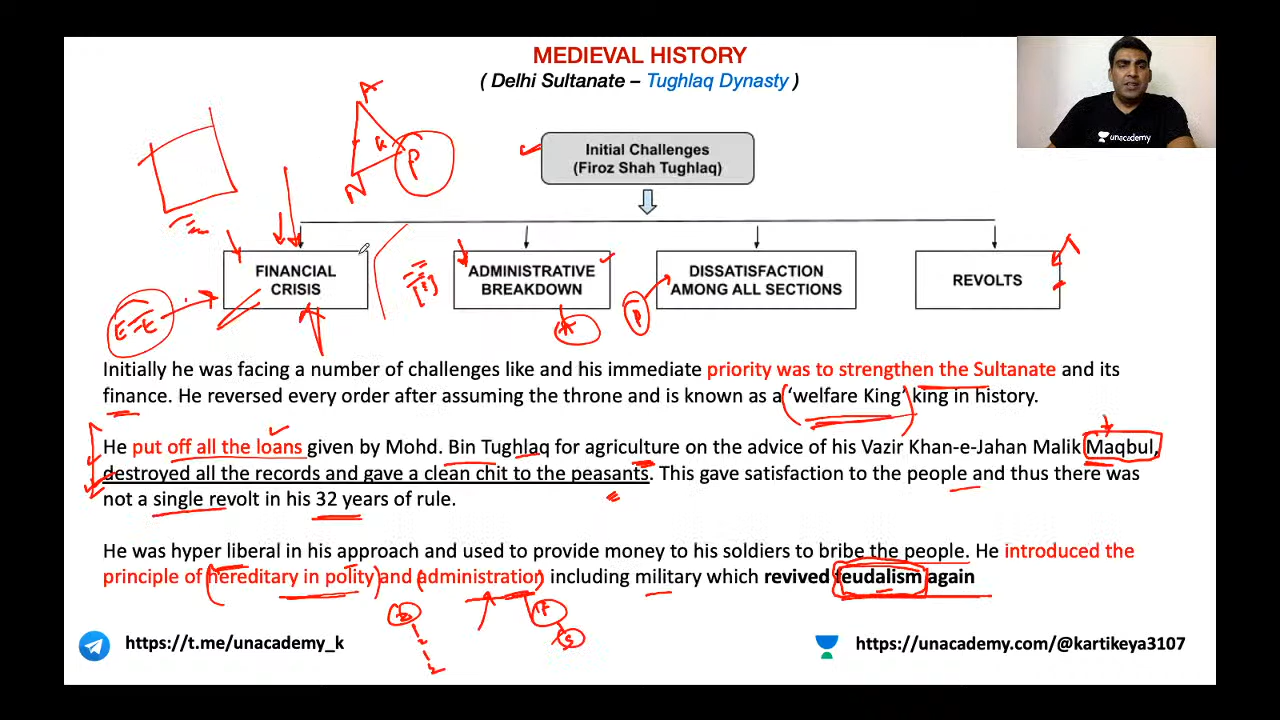 MEDIEVAL HISTORY
( Delhi Sultanate – Tughlaq Dynasty )
unacademy
Initial Challenges
(Firoz Shah Tughlaq)
A
K
P
N
FINANCIAL
CRISIS
ADMINISTRATIVE
BREAKDOWN
DISSATISFACTION
AMONG ALL SECTIONS
REVOLTS
P
Initially he was facing a number of challenges like and his immediate priority was to strengthen the Sultanate and its
finance. He reversed every order after assuming the throne and is known as a ‘welfare King’ king in history.
He put off all the loans given by Mohd. Bin Tughlaq for agriculture on the advice of his Vazir Khan-e-Jahan Malik Maqbul,
destroyed all the records and gave a clean chit to the peasants. This gave satisfaction to the people and thus there was
not a single revolt in his 32 years of rule.
He was hyper liberal in his approach and used to provide money to his soldiers to bribe the people. He introduced the
principle of hereditary in polity and administration including military which revived feudalism again
https://t.me/unacademy_k
https://unacademy.com/@kartikeya3107